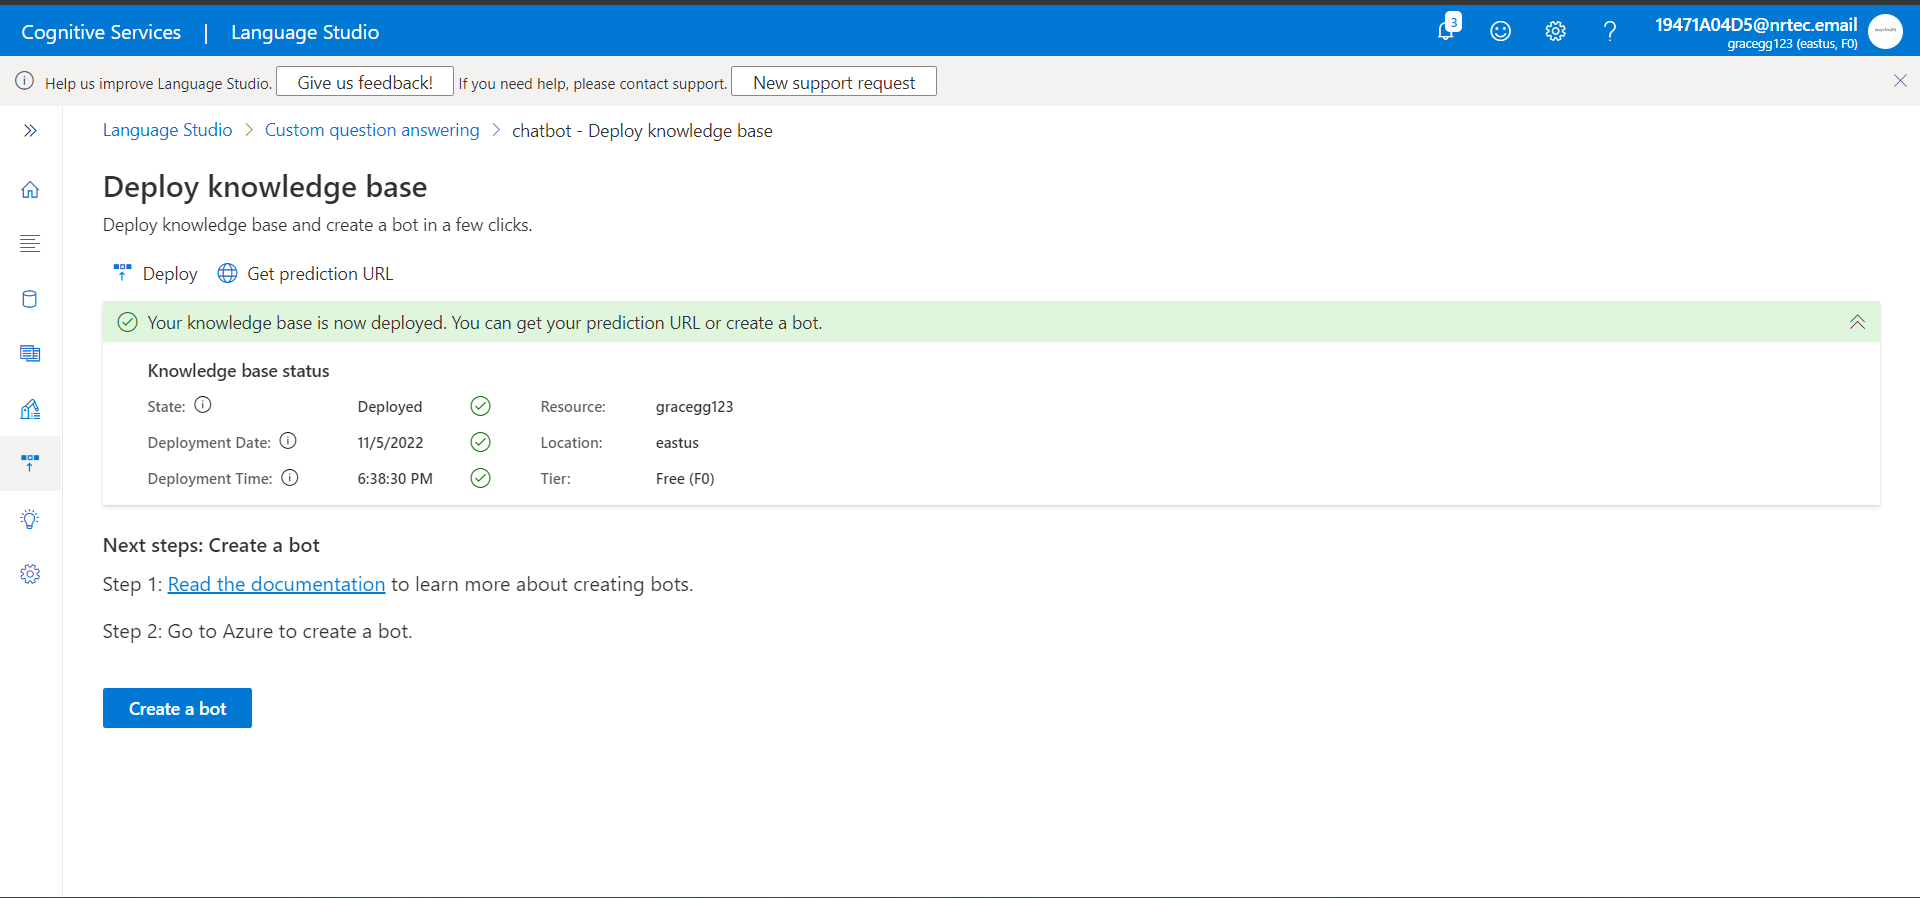 Cognitive Services | Language Studio
3
19471A04D5@nrtec.email
gracegg123 (eastus, F0)
Help us improve Language Studio. Give us feedback! If you need help, please contact support. New support request
Language Studio > Custom question answering > chatbot - Deploy knowledge base
Deploy knowledge base
Deploy knowledge base and create a bot in a few clicks.
Deploy Get prediction URL
Your knowledge base is now deployed. You can get your prediction URL or create a bot.
Knowledge base status
State: Deployed Resource: gracegg123
Deployment Date: 11/5/2022 Location: eastus
Deployment Time: 6:38:30 PM Tier: Free (F0)
Next steps: Create a bot
Step 1: Read the documentation to learn more about creating bots.
Step 2: Go to Azure to create a bot.
Create a bot